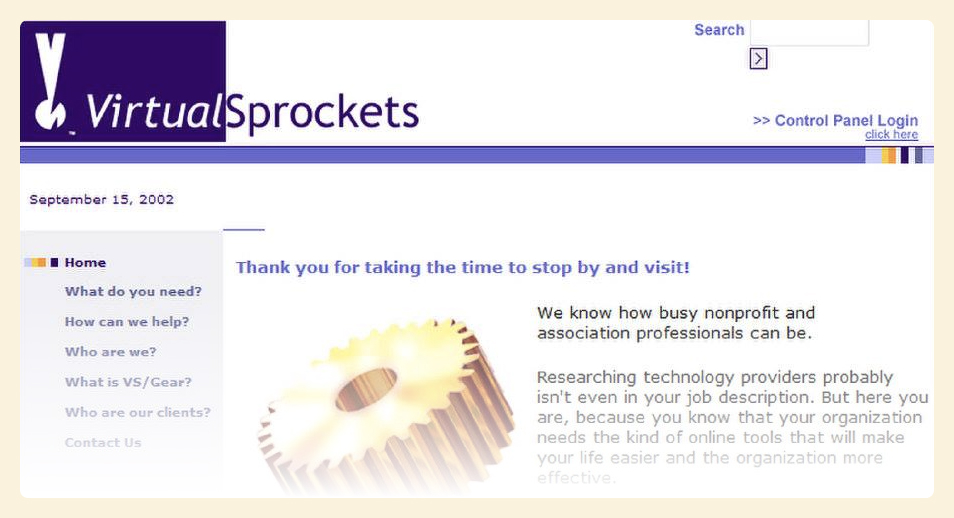 Search
VirtualSprockets
™
>> Control Panel Login
click here
September 15, 2002
Home
What do you need?
How can we help?
Who are we?
What is VS/Gear?
Who are our clients?
Contact Us
Thank you for taking the time to stop by and visit!
We know how busy nonprofit and
association professionals can be.
Researching technology providers probably
isn't even in your job description. But here you
are, because you know that your organization
needs the kind of online tools that will make
your life easier and the organization more
effective.